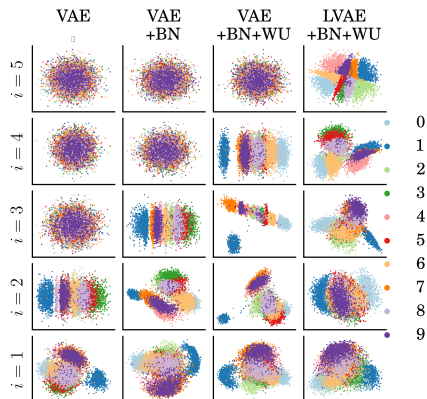 VAE VAE VAE LVAE
+BN +BN+WU +BN+WU
i = 5
i = 4
i = 3
i = 2
i = 1
0
1
2
3
4
5
6
7
8
9